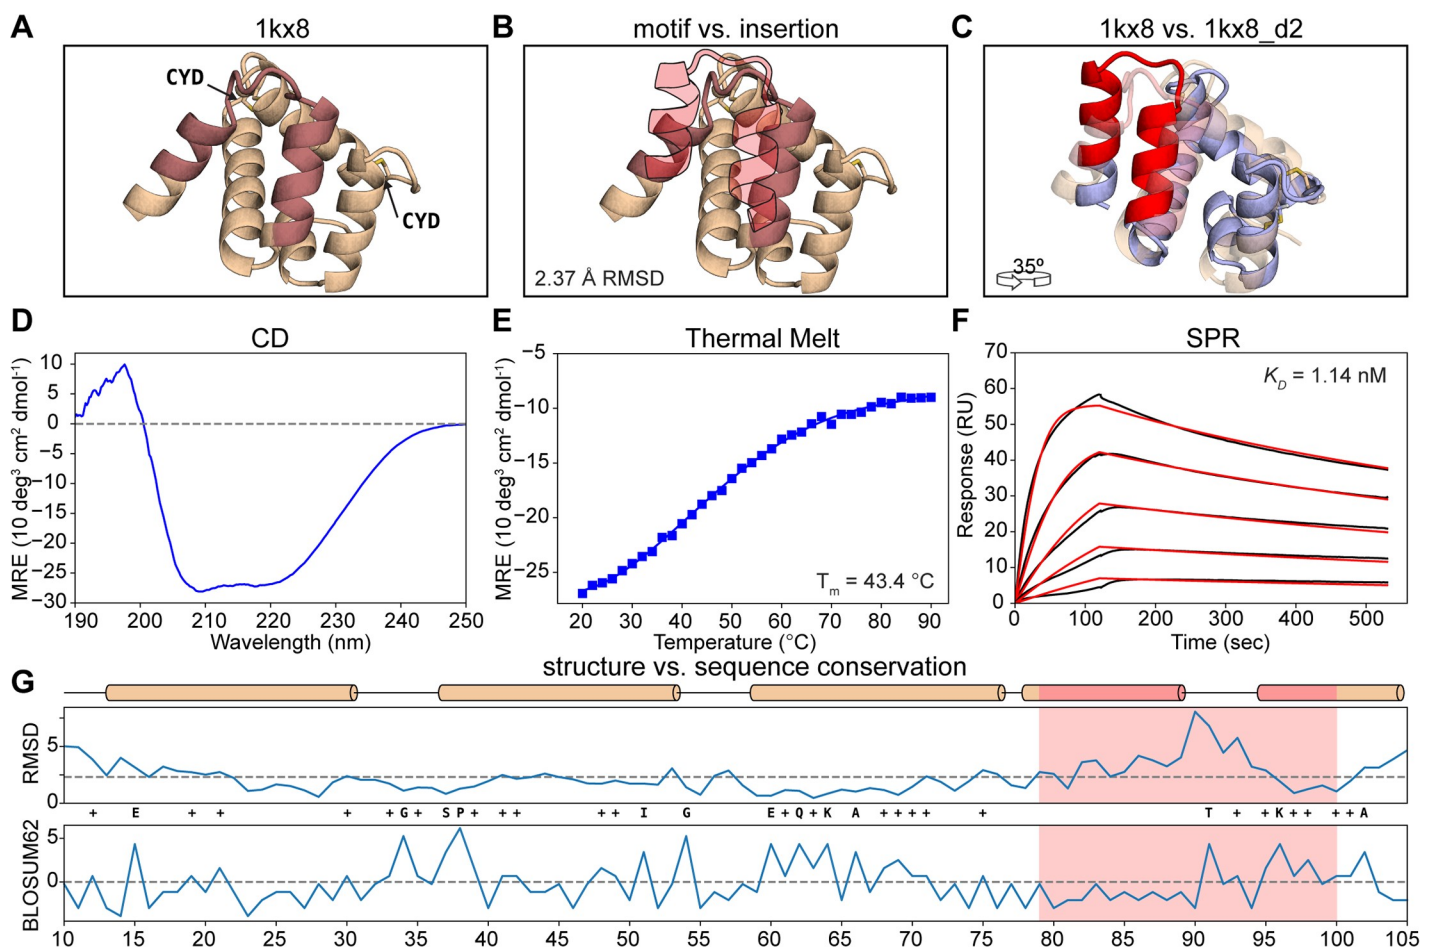 A
1kx8
B
motif vs. insertion
C
1kx8 vs. 1kx8_d2
CYD
CYD
2.37 Å RMSD
35º
D
CD
E
Thermal Melt
F
SPR
MRE (10 deg³ cm² dmol⁻¹)
10
5
0
−5
−10
−15
−20
−25
−30
190 200 210 220 230 240 250
Wavelength (nm)
MRE (10 deg³ cm² dmol⁻¹)
−5
−10
−15
−20
−25
Tm = 43.4 °C
20 30 40 50 60 70 80 90
Temperature (°C)
Response (RU)
70
60
50
40
30
20
10
0
KD = 1.14 nM
0 100 200 300 400 500
Time (sec)
G
structure vs. sequence conservation
RMSD
5
0
+ E + + + + G + S P + + + + + I G E + Q + K A + + + + + T + + K + + + + A
BLOSUM62
5
0
10 15 20 25 30 35 40 45 50 55 60 65 70 75 80 85 90 95 100 105